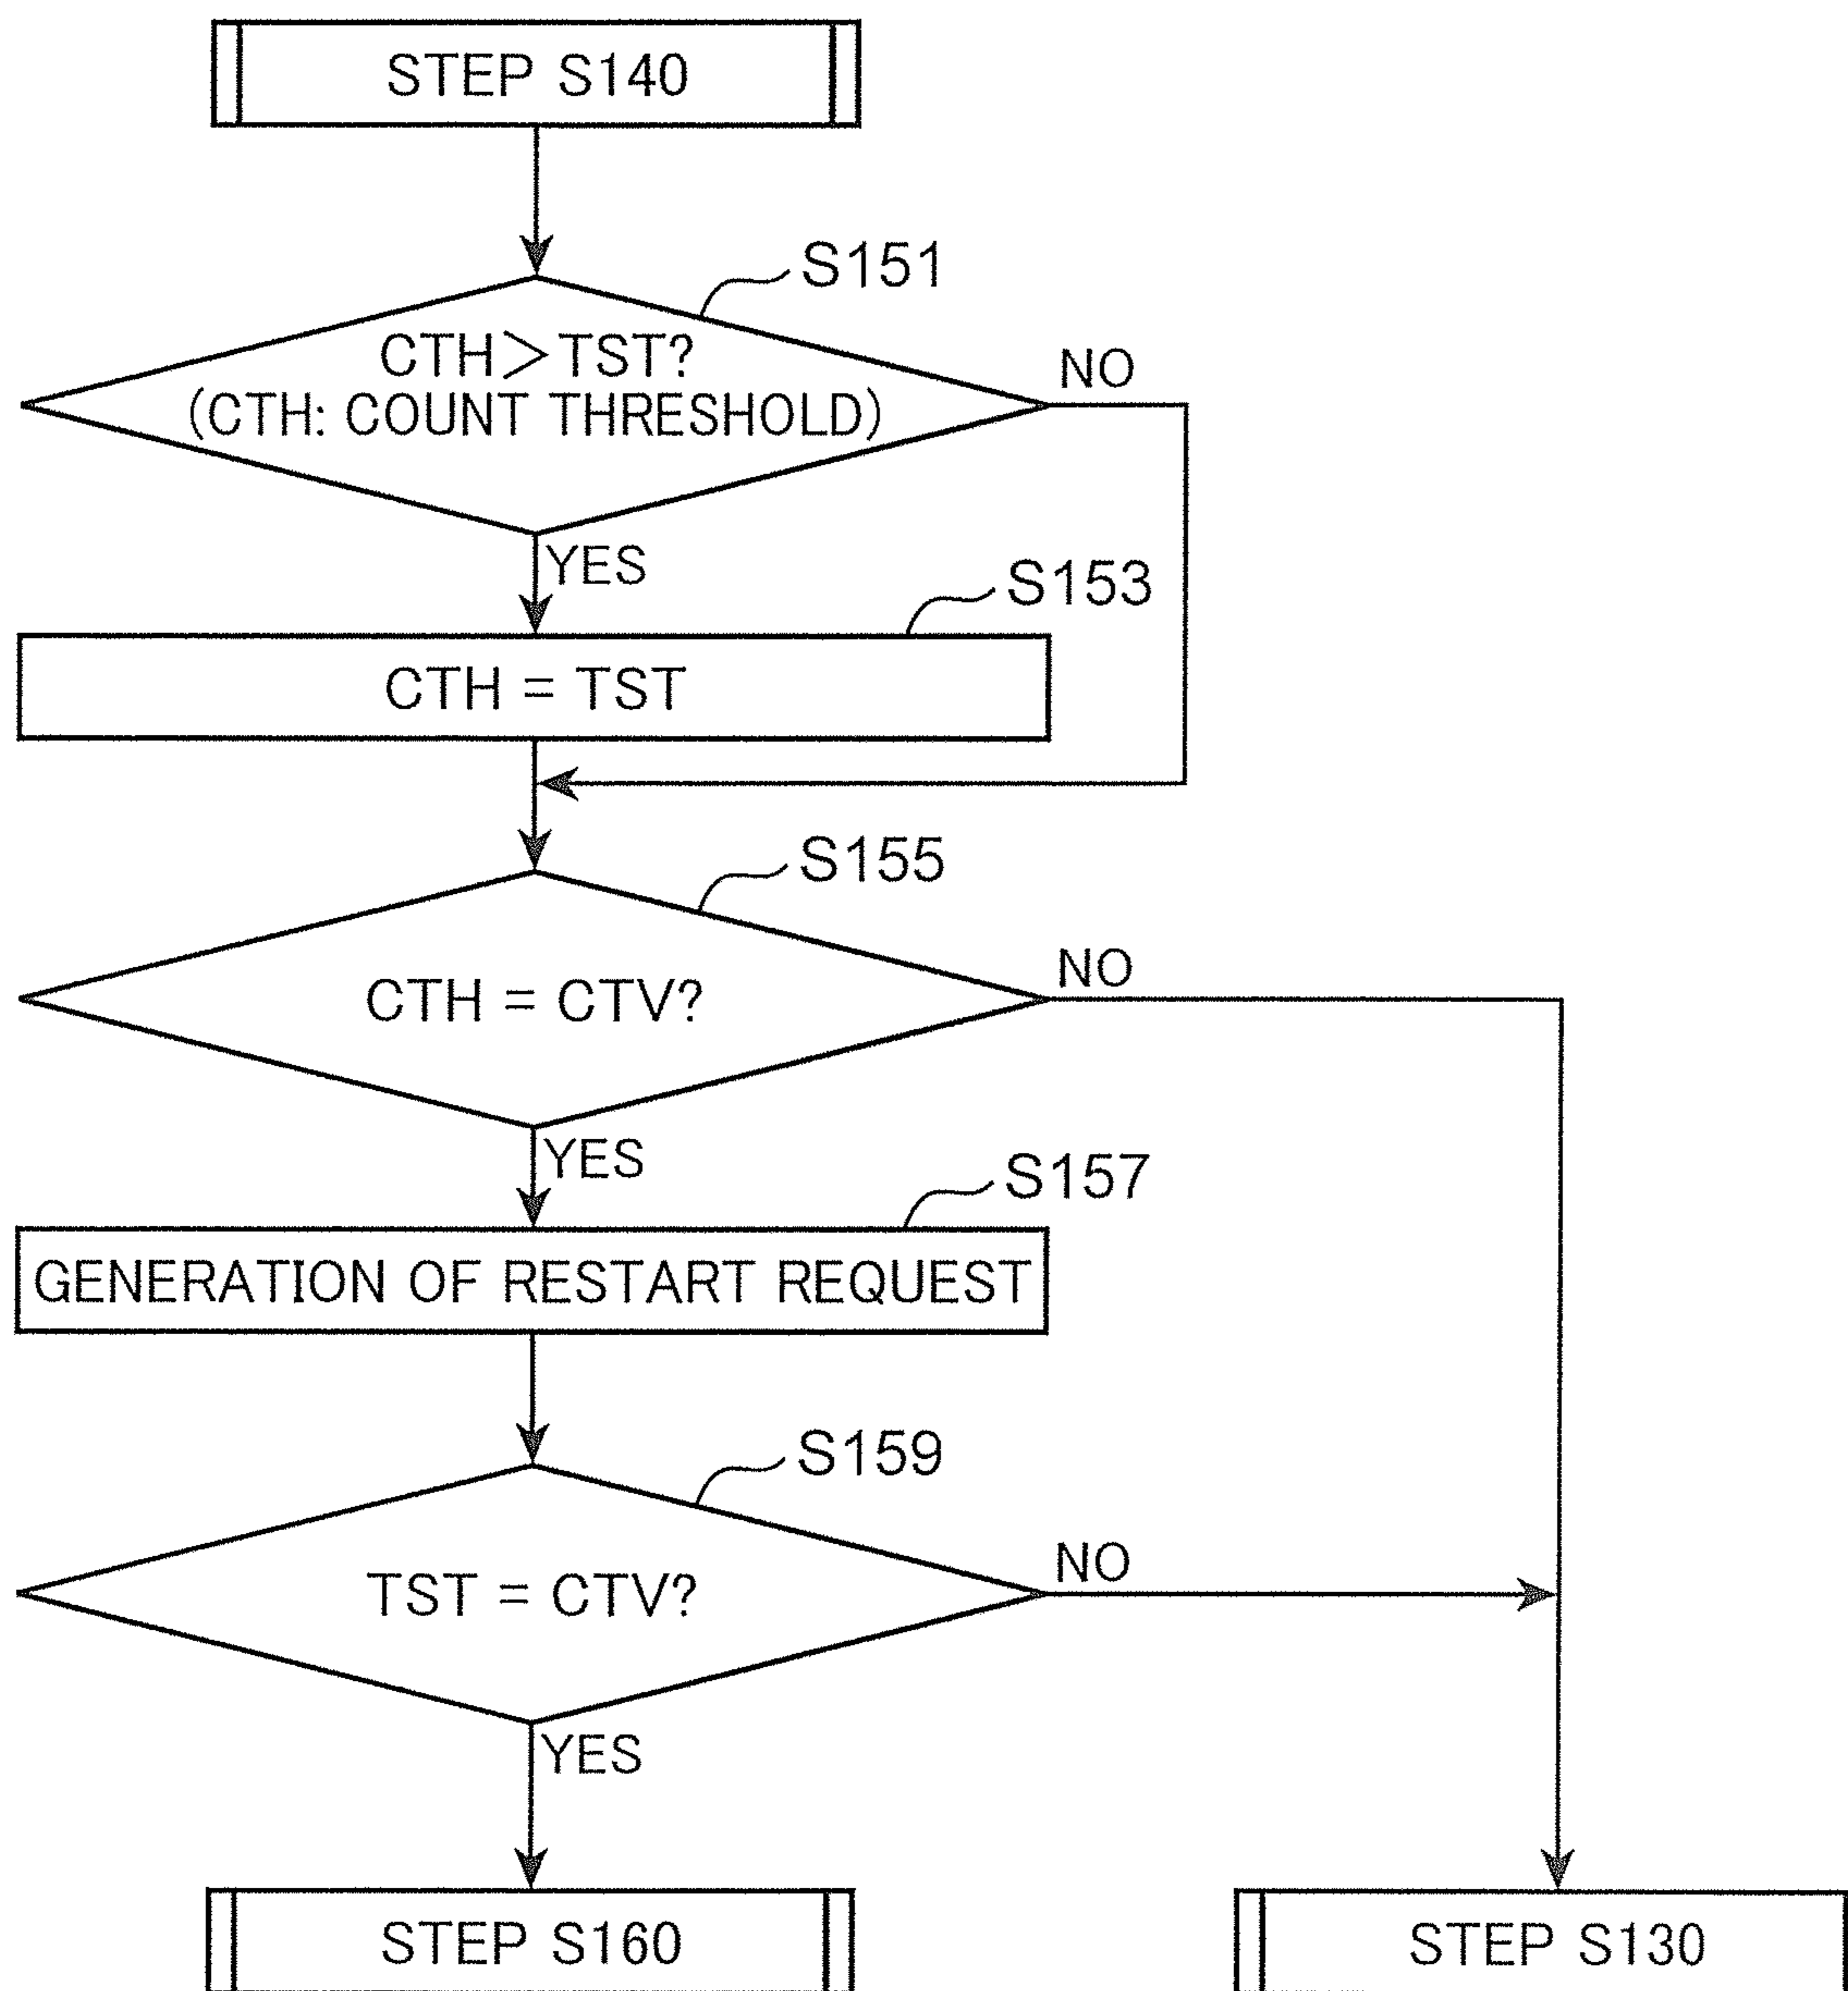 STEP S140
S151
CTH>TST?
(CTH: COUNT THRESHOLD)
NO
YES
S153
CTH = TST
S155
CTH = CTV?
NO
YES
S157
GENERATION OF RESTART REQUEST
S159
TST = CTV?
NO
YES
STEP S160
STEP S130